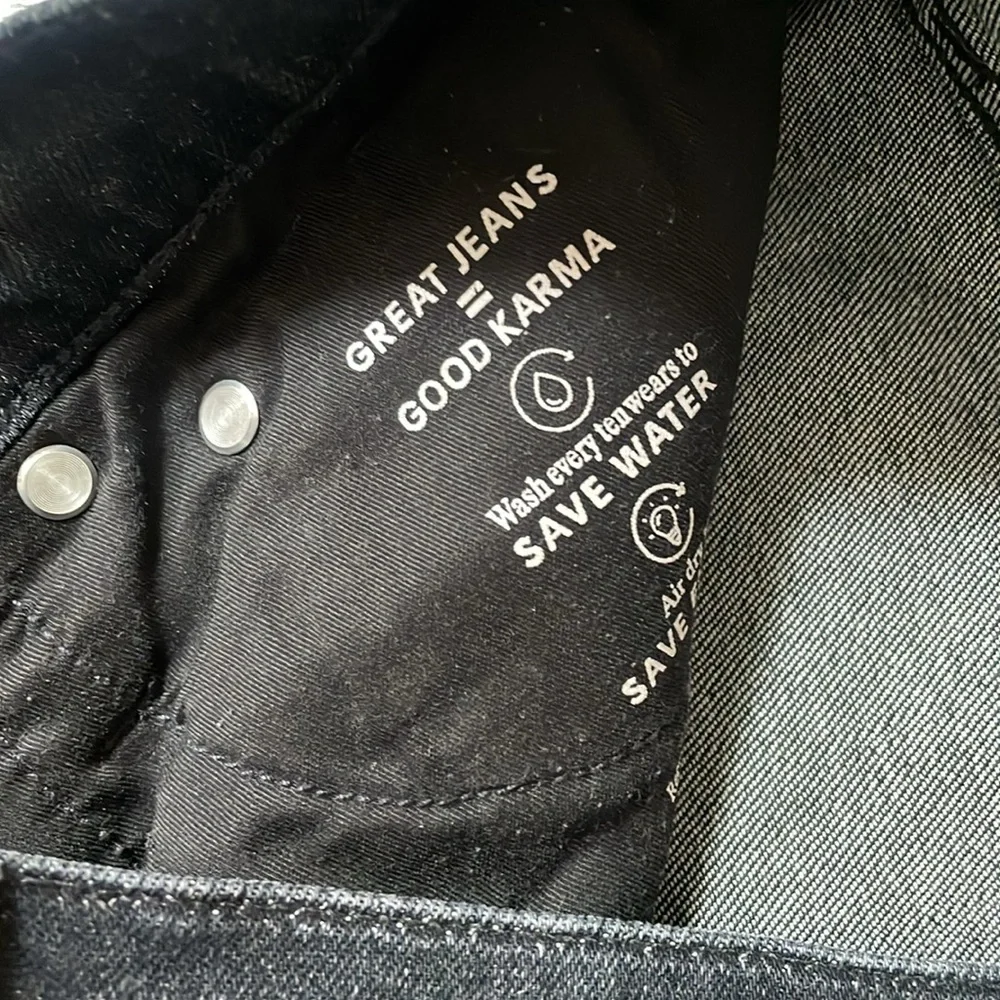 GREAT JEANS
=
GOOD KARMA
Wash every ten wears to
SAVE WATER
Air
SAVE